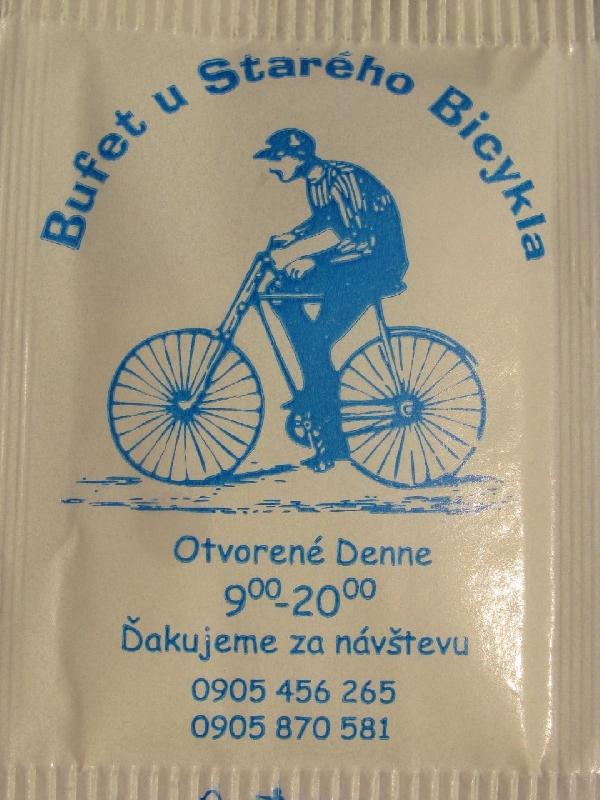 Bufet u Starého Bicykla
Otvorené Denne
9⁰⁰-20⁰⁰
Ďakujeme za návštevu
0905 456 265
0905 870 581